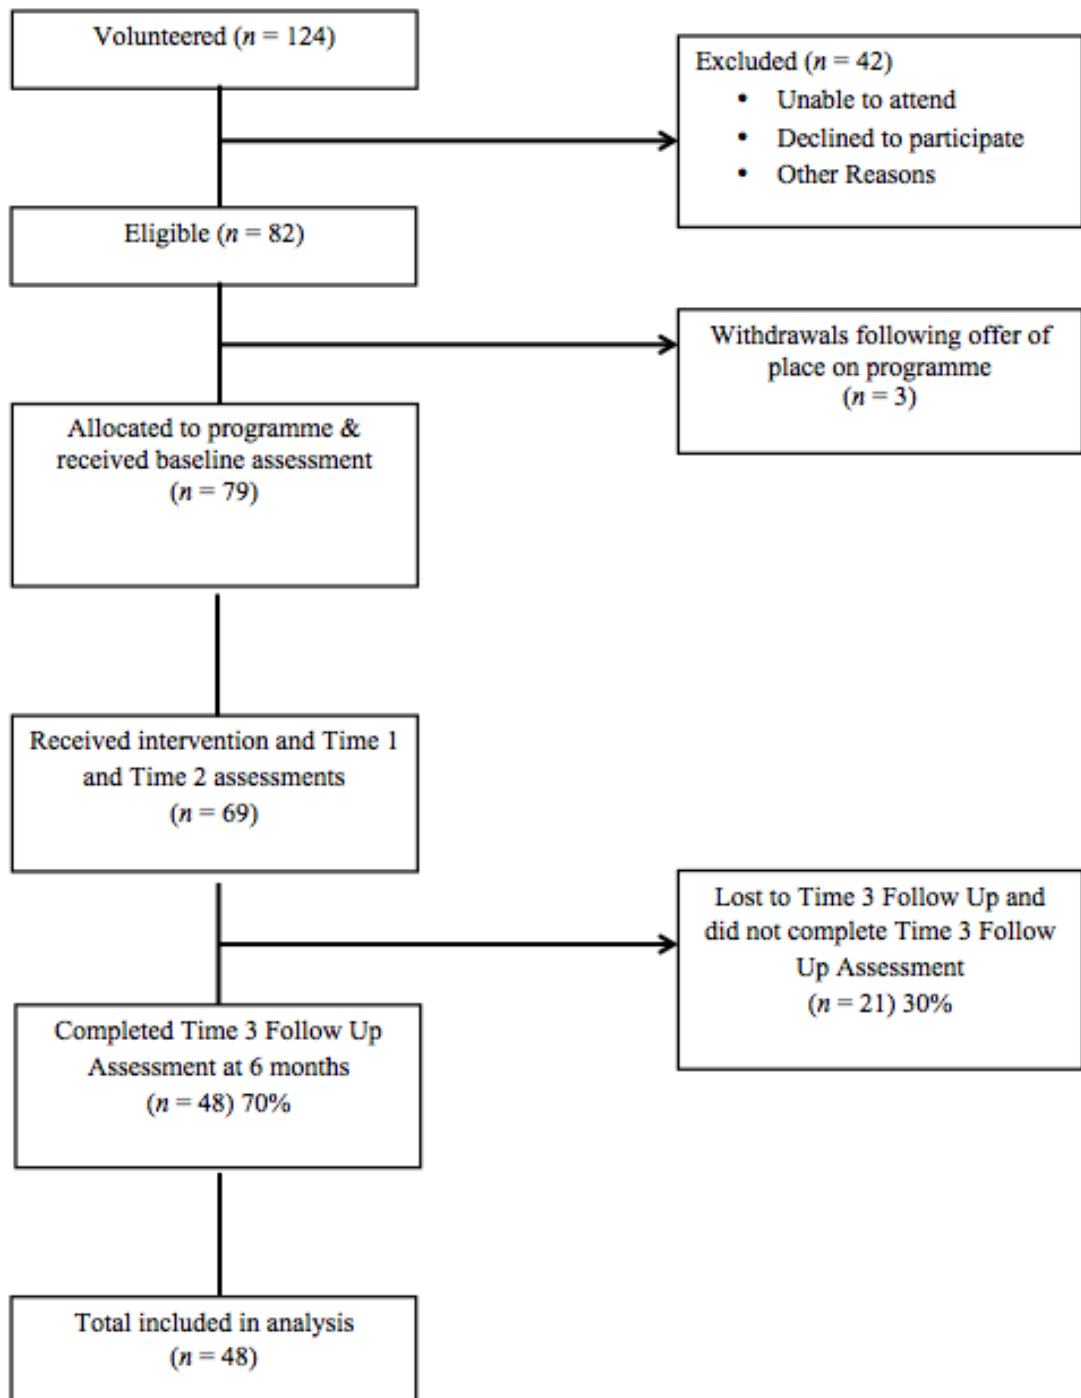 Volunteered (n = 124)
Excluded (n = 42)
• Unable to attend
• Declined to participate
• Other Reasons
Eligible (n = 82)
Withdrawals following offer of
place on programme
(n = 3)
Allocated to programme &
received baseline assessment
(n = 79)
Received intervention and Time 1
and Time 2 assessments
(n = 69)
Lost to Time 3 Follow Up and
did not complete Time 3 Follow
Up Assessment
(n = 21) 30%
Completed Time 3 Follow Up
Assessment at 6 months
(n = 48) 70%
Total included in analysis
(n = 48)